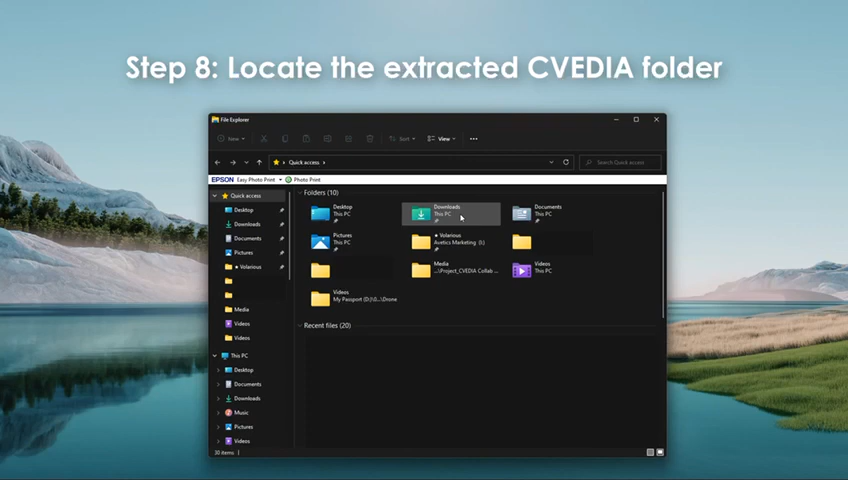 Step 8: Locate the extracted CVEDIA folder
File Explorer
New
Sort
View
Quick access
Search Quick access
EPSON Easy Photo Print Photo Print
Quick access
Desktop
Downloads
Documents
Pictures
★ Volarious
Media
Videos
Videos
This PC
Desktop
Documents
Downloads
Music
Pictures
Videos
Folders (10)
Desktop
This PC
Downloads
This PC
Documents
This PC
Pictures
This PC
★ Volarious
Avetics Marketing (I:)
Media
...\Project_CVEDIA Collab ...
Videos
This PC
Videos
My Passport (D:)\0...\Drone
Recent files (20)
30 items